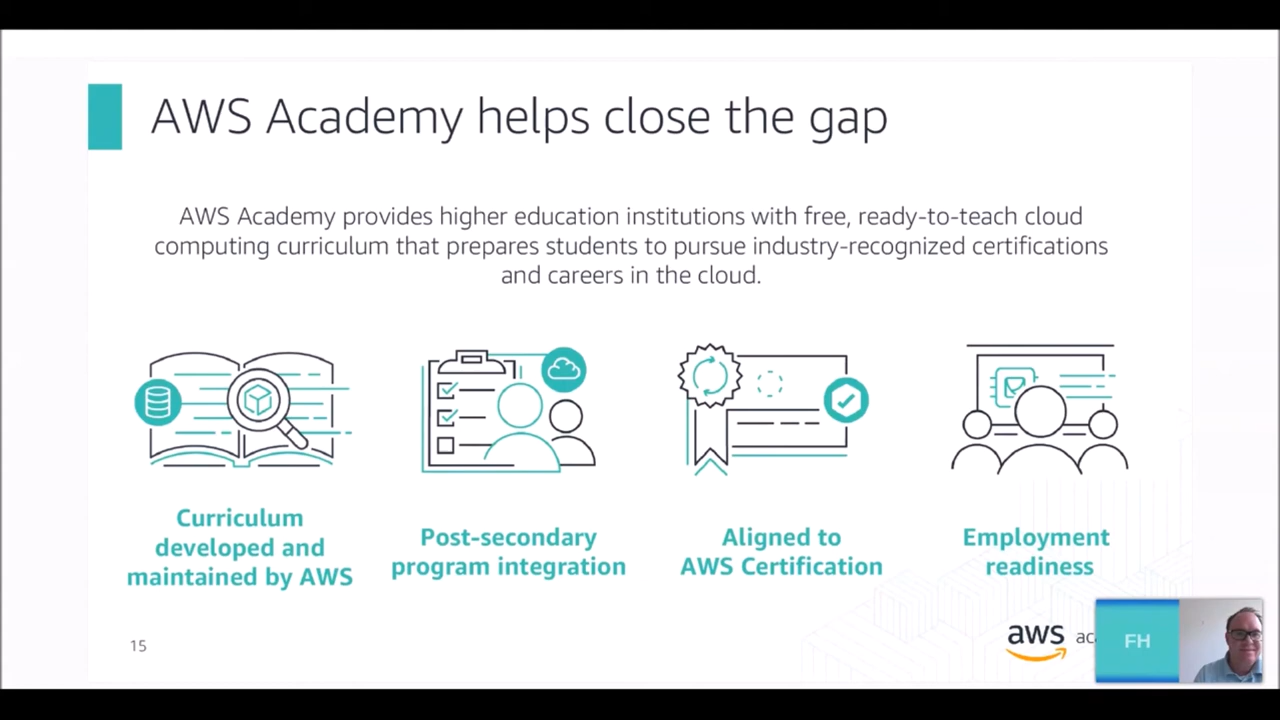 AWS Academy helps close the gap
AWS Academy provides higher education institutions with free, ready-to-teach cloud
computing curriculum that prepares students to pursue industry-recognized certifications
and careers in the cloud.
Curriculum
developed and
maintained by AWS
Post-secondary
program integration
Aligned to
AWS Certification
Employment
readiness
15
aws
FH